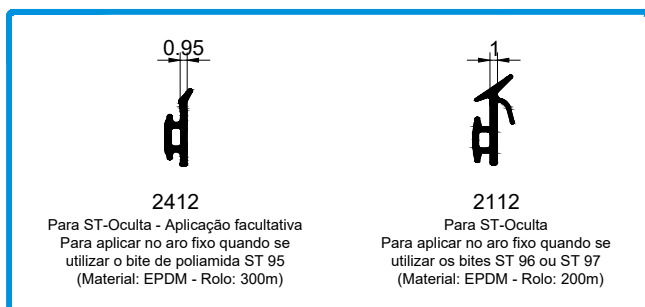 0.95
2412
Para ST-Oculta - Aplicação facultativa
Para aplicar no aro fixo quando se
utilizar o bite de poliamida ST 95
(Material: EPDM - Rolo: 300m)
1
2112
Para ST-Oculta
Para aplicar no aro fixo quando se
utilizar os bites ST 96 ou ST 97
(Material: EPDM - Rolo: 200m)